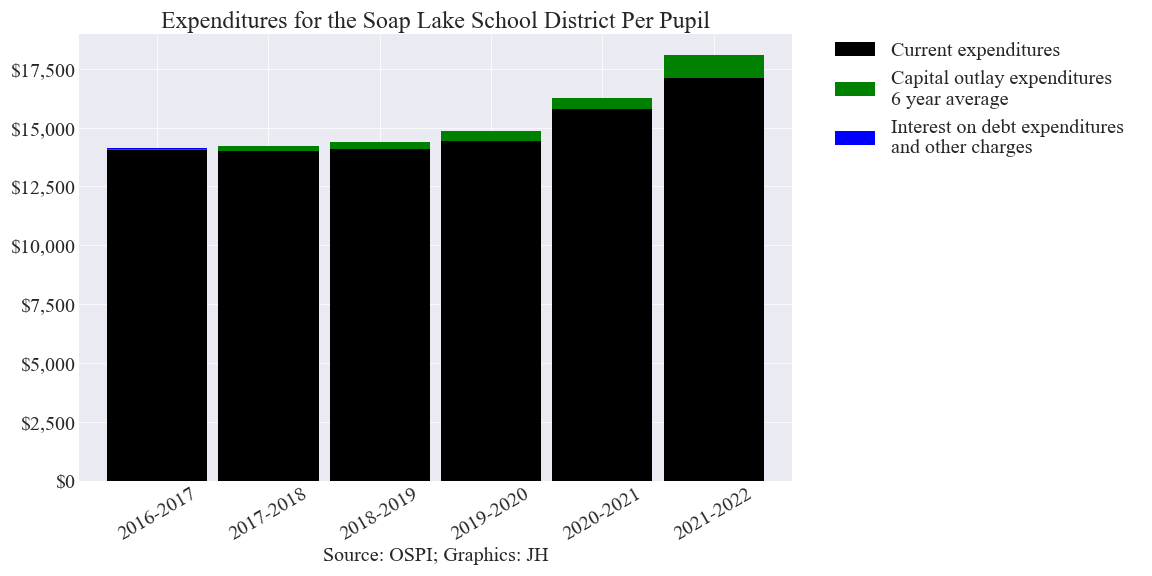 Expenditures for the Soap Lake School District Per Pupil
$17,500
$15,000
$12,500
$10,000
$7,500
$5,000
$2,500
$0
2016-2017
2017-2018
2018-2019
2019-2020
2020-2021
2021-2022
Source: OSPI; Graphics: JH
Current expenditures
Capital outlay expenditures
6 year average
Interest on debt expenditures
and other charges